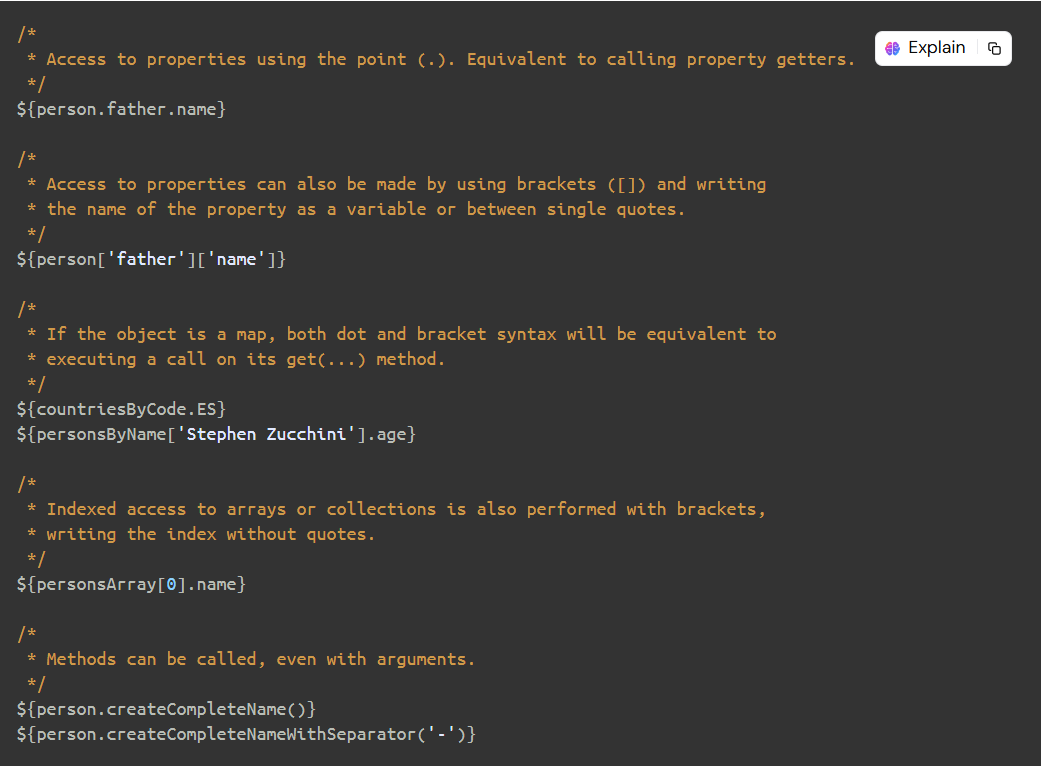 /*
 * Access to properties using the point (.). Equivalent to calling property getters.
 */
Explain
${person.father.name}
/*
 * Access to properties can also be made by using brackets ([]) and writing
 * the name of the property as a variable or between single quotes.
 */
${person['father']['name']}
/*
 * If the object is a map, both dot and bracket syntax will be equivalent to
 * executing a call on its get(...) method.
 */
${countriesByCode.ES}
${personsByName['Stephen Zucchini'].age}
/*
 * Indexed access to arrays or collections is also performed with brackets,
 * writing the index without quotes.
 */
${personsArray[0].name}
/*
 * Methods can be called, even with arguments.
 */
${person.createCompleteName()}
${person.createCompleteNameWithSeparator('-')}